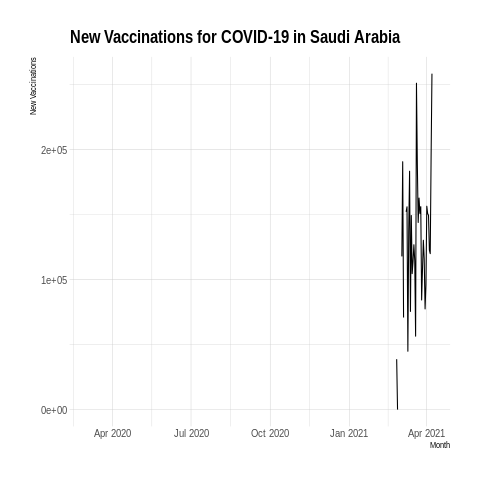 New Vaccinations for COVID-19 in Saudi Arabia
New Vaccinations
2e+05
1e+05
0e+00
Apr 2020 Jul 2020 Oct 2020 Jan 2021 Apr 2021
Month